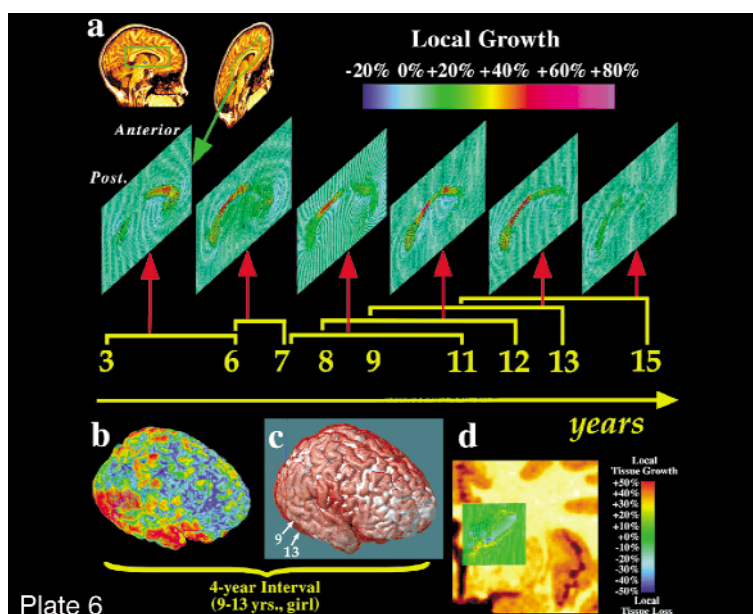 a
Local Growth
-20% 0% +20% +40% +60% +80%
Anterior
Post.
3 6 7 8 9 11 12 13 15
years
b c d
9
13
4-year Interval
(9-13 yrs., girl)
Local
Tissue Growth
+50%
+40%
+30%
+20%
+10%
0%
-10%
-20%
-30%
-40%
-50%
Local
Tissue Loss
Plate 6